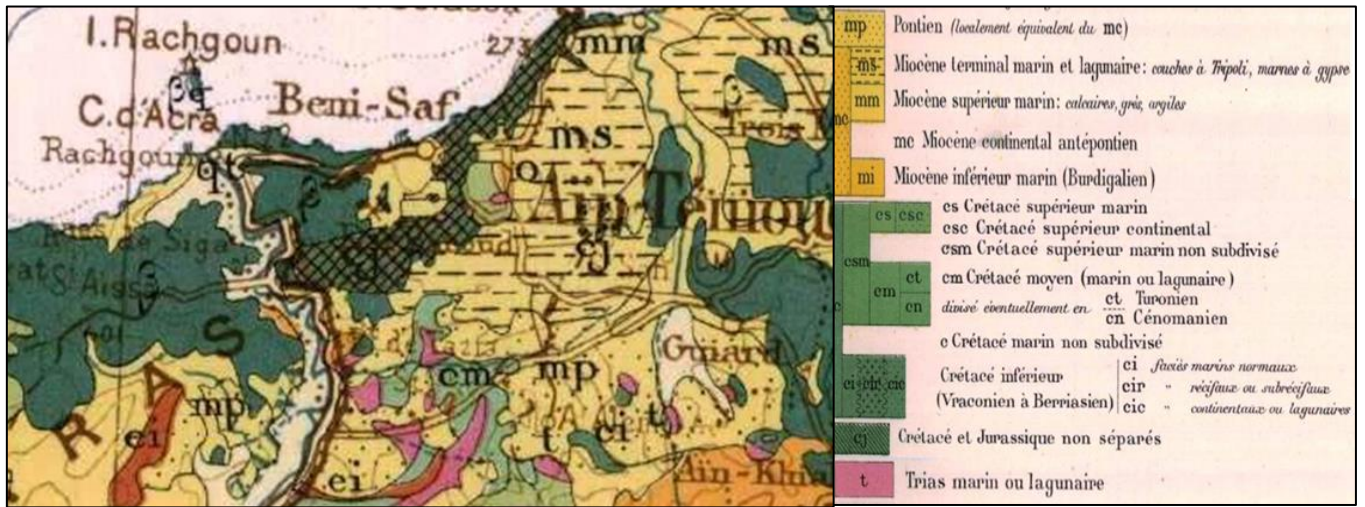 I. Rachgoun
C. d'Acra
Rachgoun
Beni-Saf
273
mm
ms
ms
qt
o
cj
mp
cm
mp
R A S
ei
ei
t
ci
t
Guiard
mp Pontien (localement équivalent du mc)
ms Miocène terminal marin et lagunaire: couches à Tripoli, marnes à gypse
mm Miocène supérieur marin: calcaires, grès, argiles
mc Miocène continental antépontien
mi Miocène inférieur marin (Burdigalien)
cs csc cs Crétacé supérieur marin
csc Crétacé supérieur continental
csm csm Crétacé supérieur marin non subdivisé
cm ct cm Crétacé moyen (marin ou lagunaire)
cn divisé éventuellement en ct Turonien
cn Cénomanien
c Crétacé marin non subdivisé
ci cir cic Crétacé inférieur ci faciès marins normaux
(Vraconien à Berriasien) cir " récifaux ou subrécifaux
cic " continentaux ou lagunaires
cj Crétacé et Jurassique non séparés
t Trias marin ou lagunaire